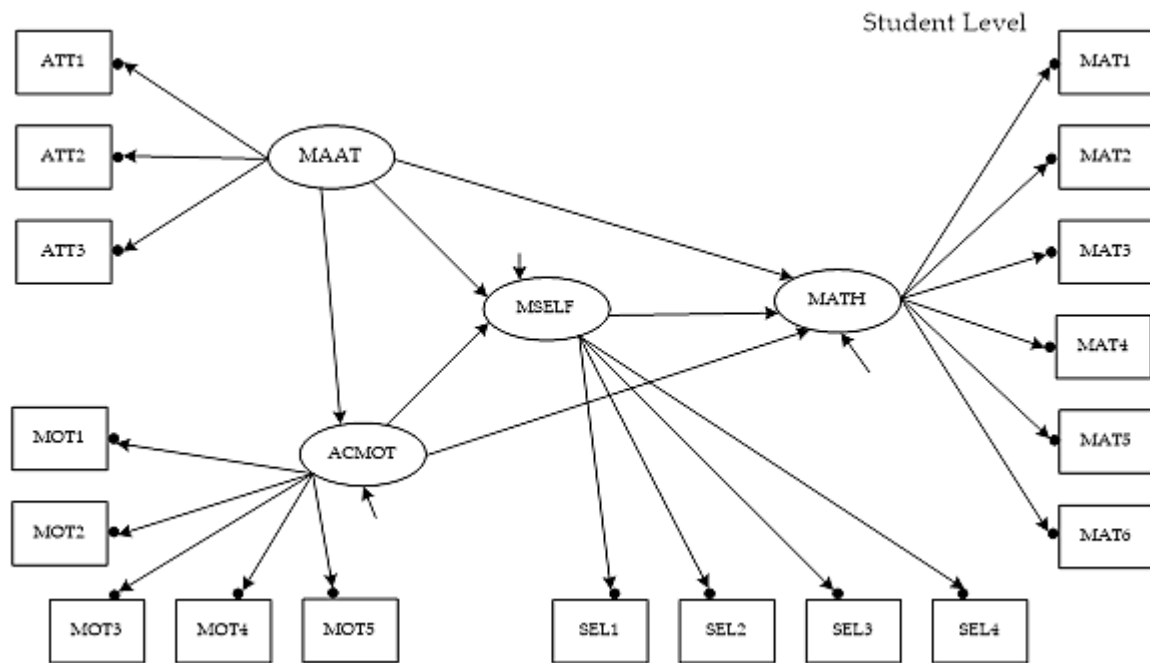 Student Level
ATT1
MAT1
ATT2
MAAT
MAT2
ATT3
MAT3
MSELF
MATH
MAT4
MOT1
ACMOT
MAT5
MOT2
MAT6
MOT3
MOT4
MOT5
SEL1
SEL2
SEL3
SEL4